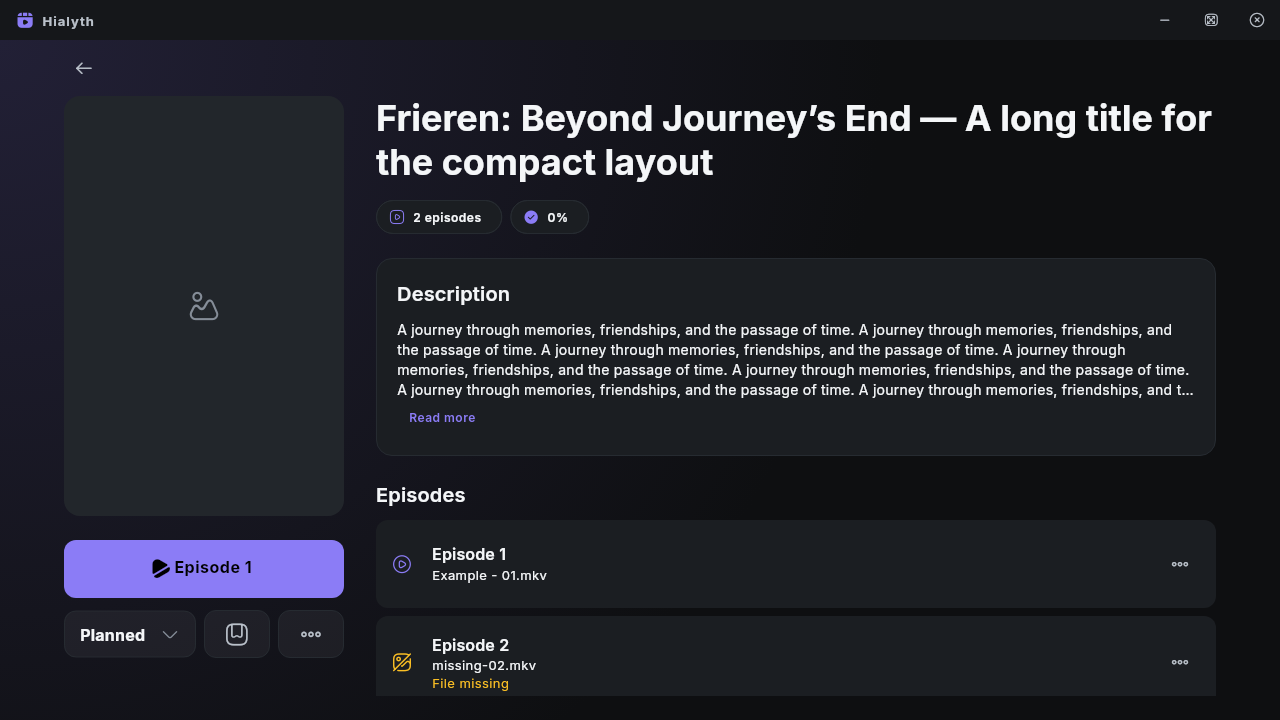 Hialyth
Frieren: Beyond Journey’s End — A long title for
the compact layout
2 episodes
0%
Description
A journey through memories, friendships, and the passage of time. A journey through memories, friendships, and
the passage of time. A journey through memories, friendships, and the passage of time. A journey through
memories, friendships, and the passage of time. A journey through memories, friendships, and the passage of time.
A journey through memories, friendships, and the passage of time. A journey through memories, friendships, and t...
Read more
Episode 1
Planned
Episodes
Episode 1
Example - 01.mkv
Episode 2
missing-02.mkv
File missing